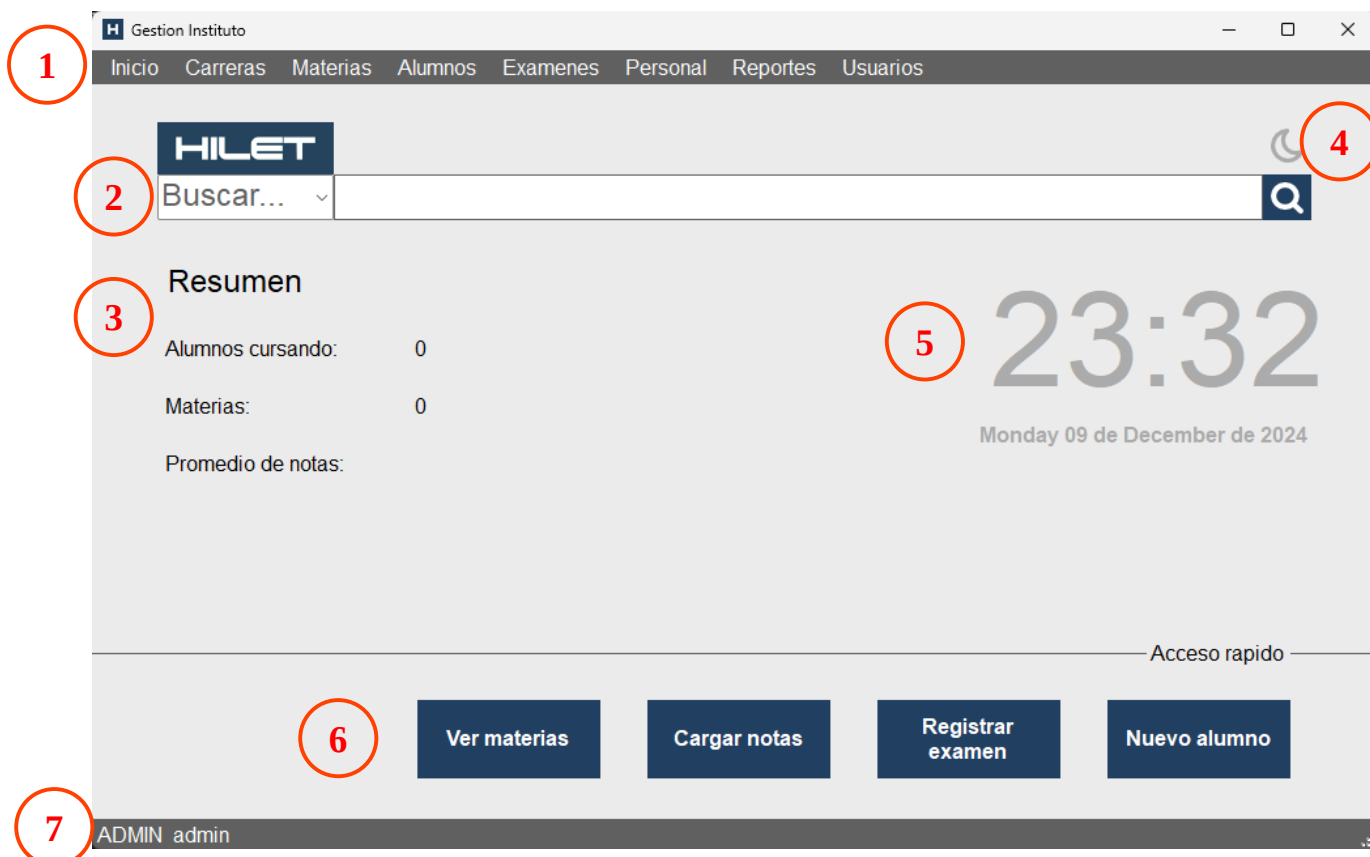 H Gestion Instituto
1 Inicio Carreras Materias Alumnos Examenes Personal Reportes Usuarios
HILET
4
2 Buscar...
Resumen
3
5 23:32
Alumnos cursando: 0
Materias: 0
Monday 09 de December de 2024
Promedio de notas:
Acceso rapido
6 Ver materias Cargar notas Registrar examen Nuevo alumno
7 ADMIN admin